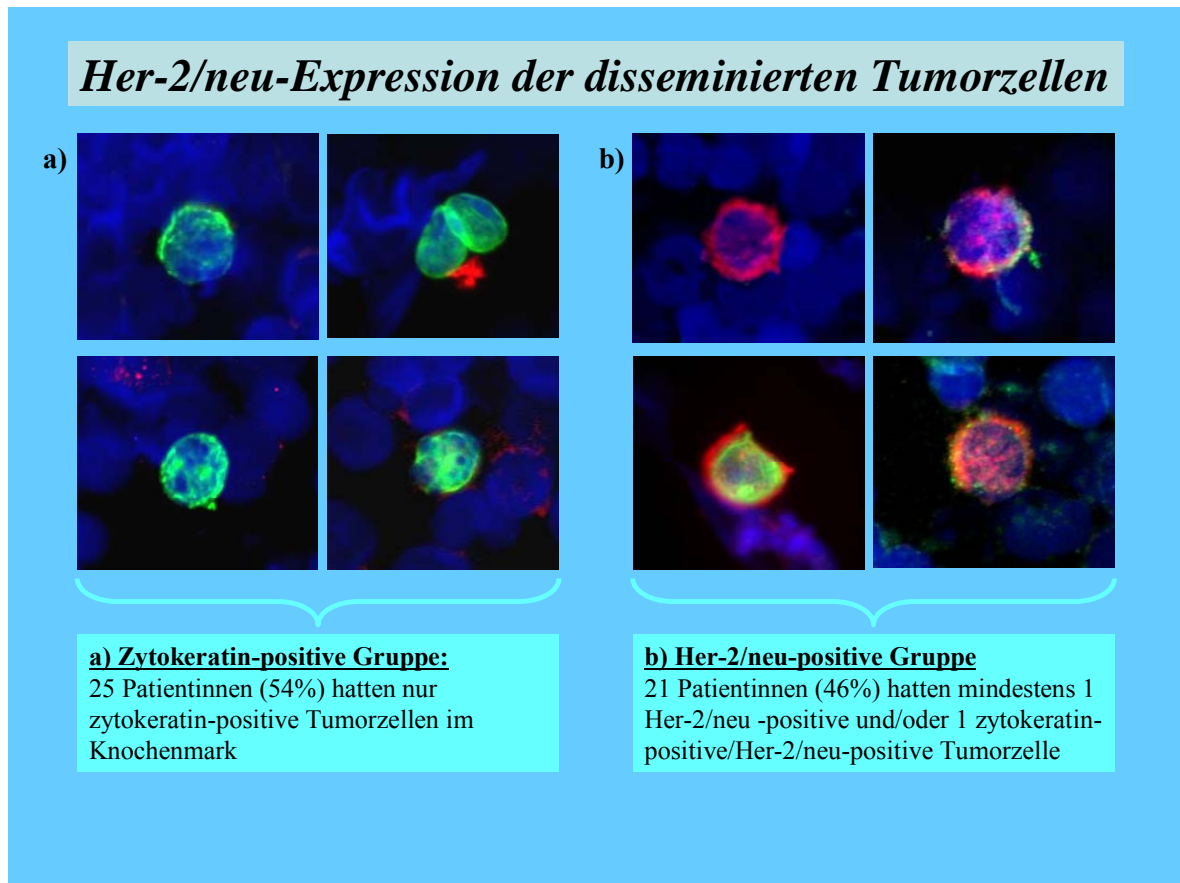 Her-2/neu-Expression der disseminierten Tumorzellen
a)
b)
a) Zytokeratin-positive Gruppe:
25 Patientinnen (54%) hatten nur
zytokeratin-positive Tumorzellen im
Knochenmark
b) Her-2/neu-positive Gruppe
21 Patientinnen (46%) hatten mindestens 1
Her-2/neu -positive und/oder 1 zytokeratin-
positive/Her-2/neu-positive Tumorzelle